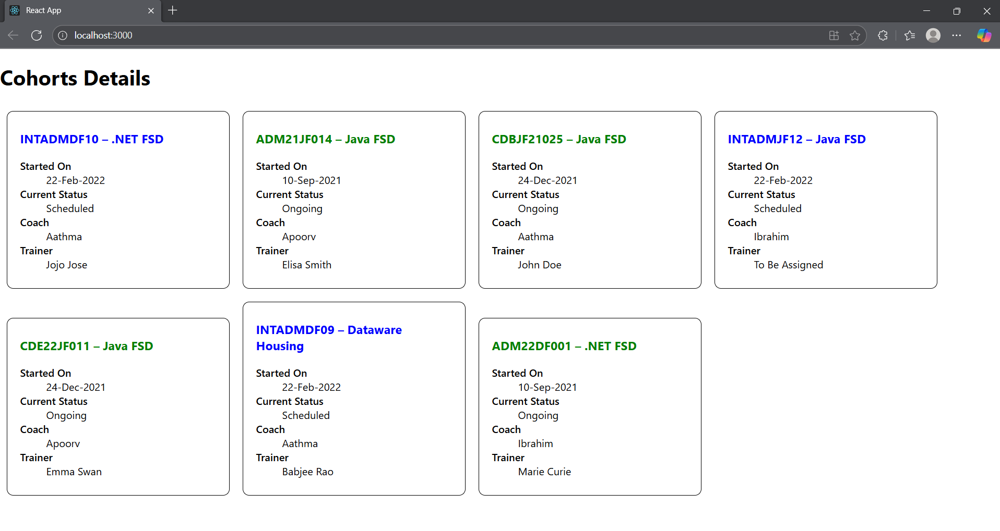 React App
localhost:3000
Cohorts Details
INTADMDF10 – .NET FSD
Started On
22-Feb-2022
Current Status
Scheduled
Coach
Aathma
Trainer
Jojo Jose
ADM21JF014 – Java FSD
Started On
10-Sep-2021
Current Status
Ongoing
Coach
Apoorv
Trainer
Elisa Smith
CDBJF21025 – Java FSD
Started On
24-Dec-2021
Current Status
Ongoing
Coach
Aathma
Trainer
John Doe
INTADMJF12 – Java FSD
Started On
22-Feb-2022
Current Status
Scheduled
Coach
Ibrahim
Trainer
To Be Assigned
CDE22JF011 – Java FSD
Started On
24-Dec-2021
Current Status
Ongoing
Coach
Apoorv
Trainer
Emma Swan
INTADMDF09 – Dataware
Housing
Started On
22-Feb-2022
Current Status
Scheduled
Coach
Aathma
Trainer
Babjee Rao
ADM22DF001 – .NET FSD
Started On
10-Sep-2021
Current Status
Ongoing
Coach
Ibrahim
Trainer
Marie Curie